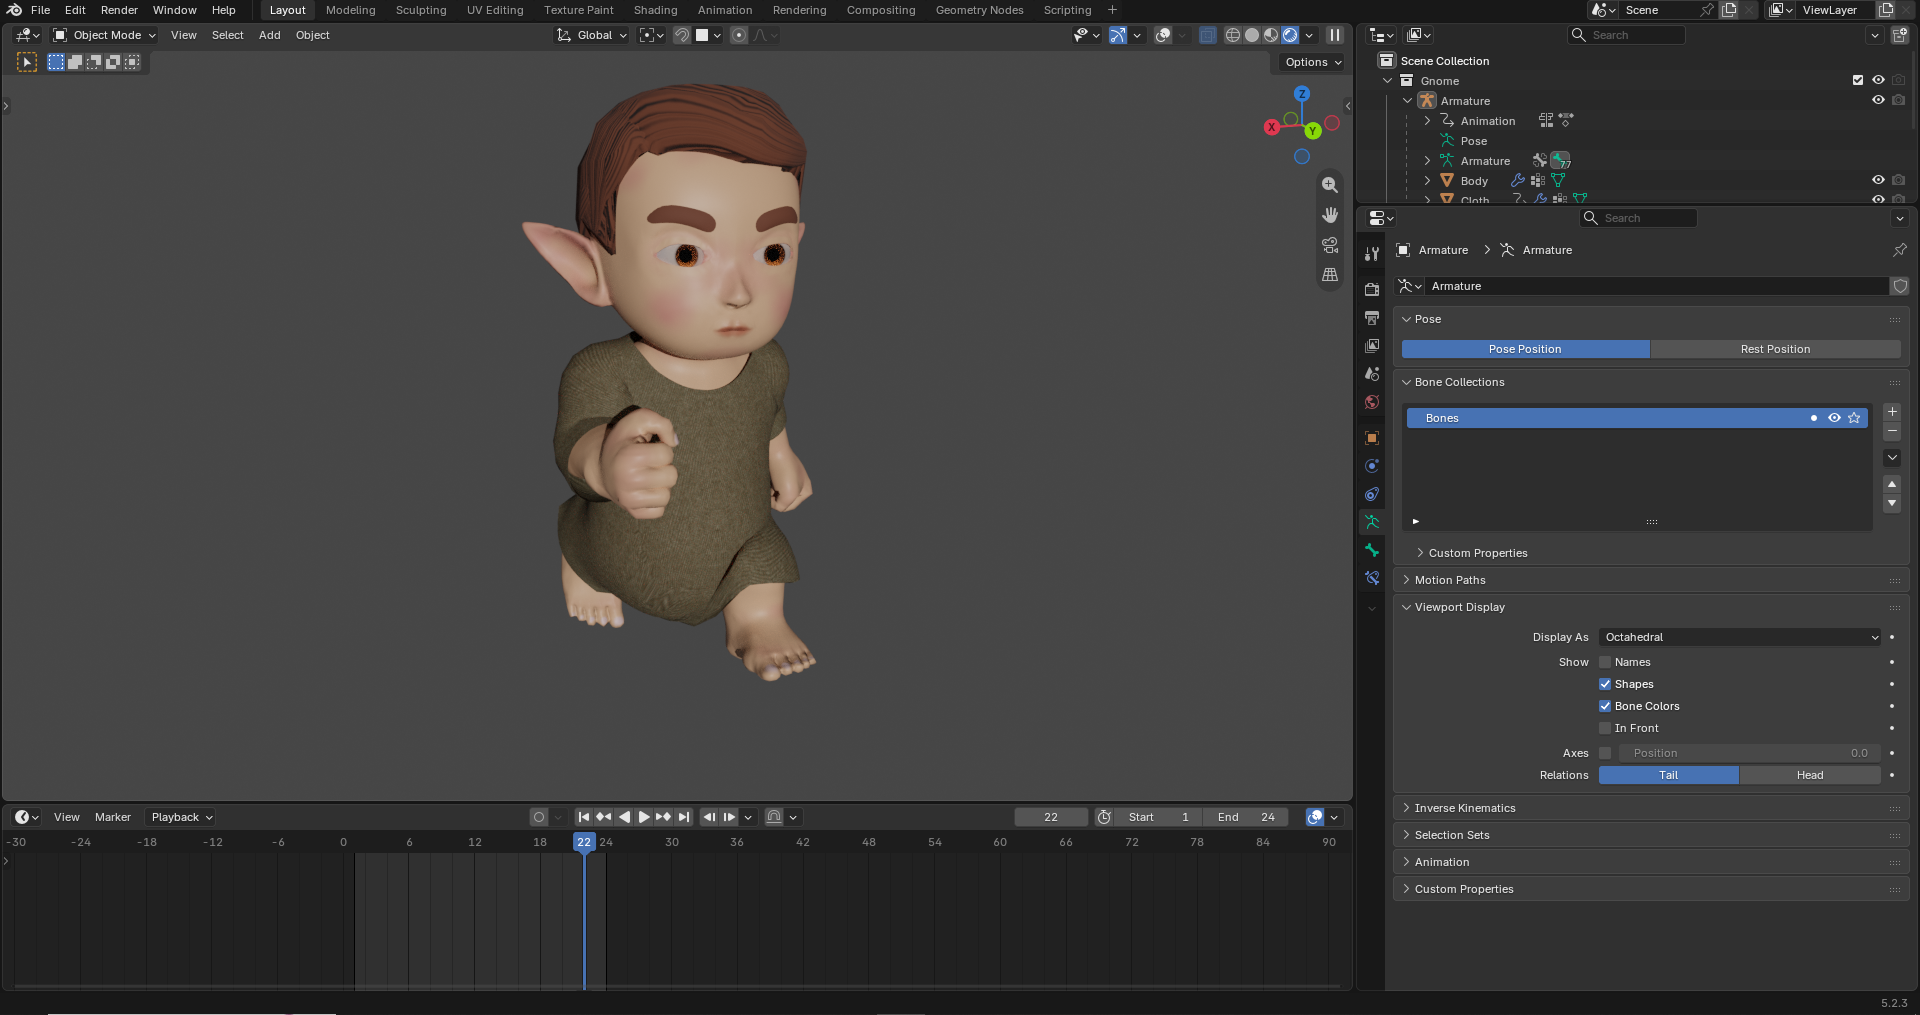 File Edit Render Window Help Layout Modeling Sculpting UV Editing Texture Paint Shading Animation Rendering Compositing Geometry Nodes Scripting + Scene ViewLayer
Object Mode View Select Add Object Global Search
Options
Z
X
Y
Scene Collection
Gnome
Armature
Animation
Pose
Armature 77
Body
Cloth
Search
Armature > Armature
Armature
Pose
Pose Position Rest Position
Bone Collections
Bones
Custom Properties
Motion Paths
Viewport Display
Display As Octahedral
Show Names
Shapes
Bone Colors
In Front
Axes Position 0.0
Relations Tail Head
Inverse Kinematics
Selection Sets
Animation
Custom Properties
View Marker Playback 22 Start 1 End 24
-30 -24 -18 -12 -6 0 6 12 18 22 24 30 36 42 48 54 60 66 72 78 84 90
5.2.3